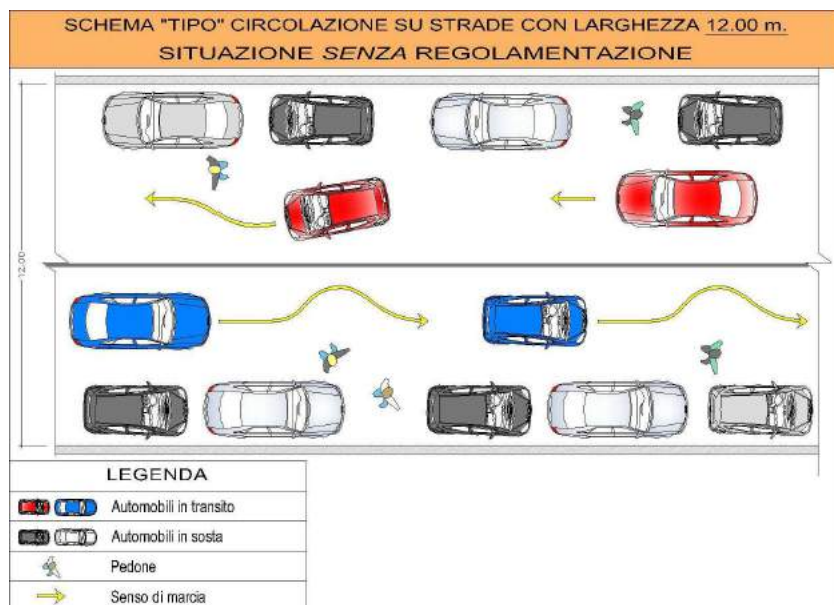 SCHEMA "TIPO" CIRCOLAZIONE SU STRADE CON LARGHEZZA 12.00 m.
SITUAZIONE SENZA REGOLAMENTAZIONE
12.00
LEGENDA
Automobili in transito
Automobili in sosta
Pedone
Senso di marcia